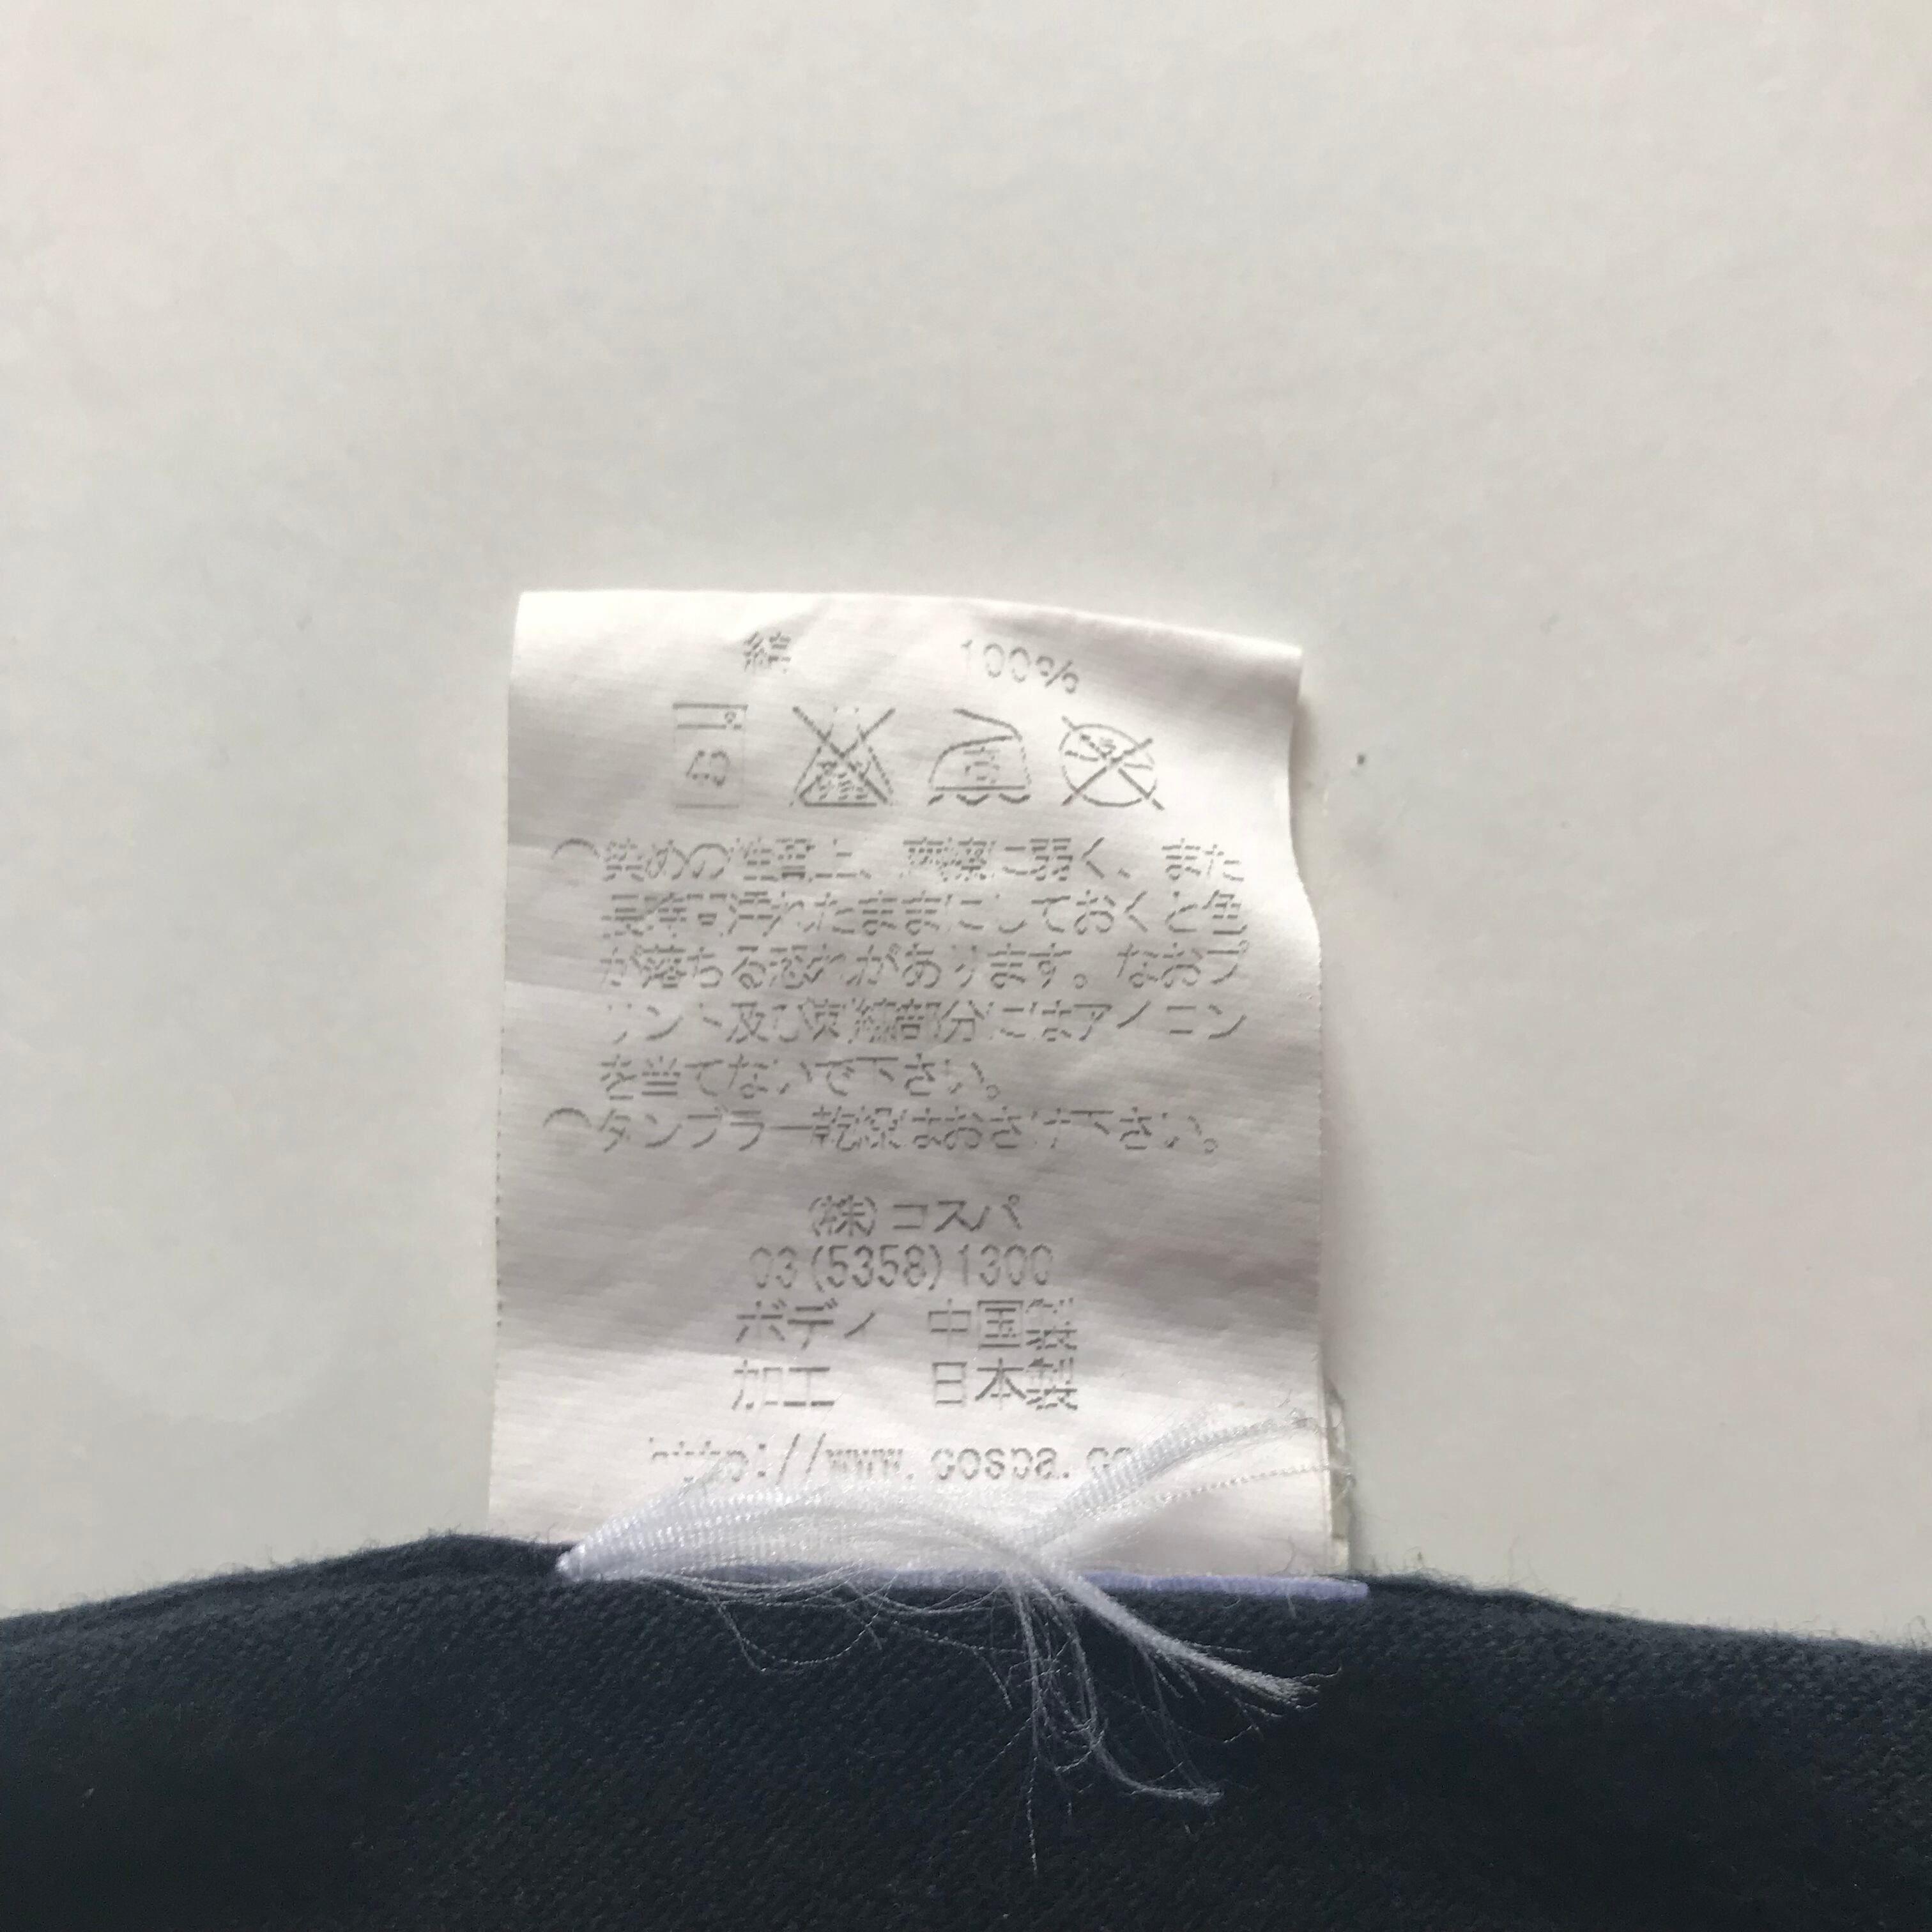 綿 100%
◯染めの性質上、摩擦に弱く、また
長時間汚れたままにしておくと色
が落ちる恐れがあります。なおプ
リント及び刺繍部分にはアイロン
を当てないで下さい。
◯タンブラー乾燥はおさけ下さい。
(株)コスパ
03(5358)1300
ボディ 中国製
加工 日本製
http://www.cospa.co